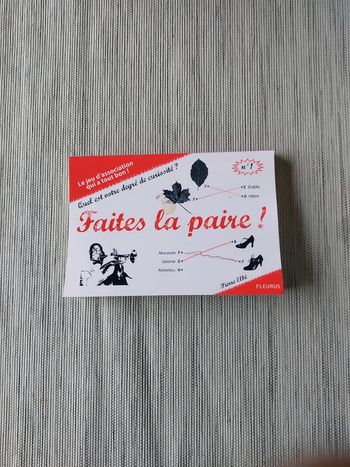 Le jeu d'association
qui a tout bon !
Quel est votre degré de curiosité ?
n°1
E Érable
D Hêtre
Faites la paire !
Mocassin F
Salomé G
Richelieu H
Pierre Elbé
FLEURUS